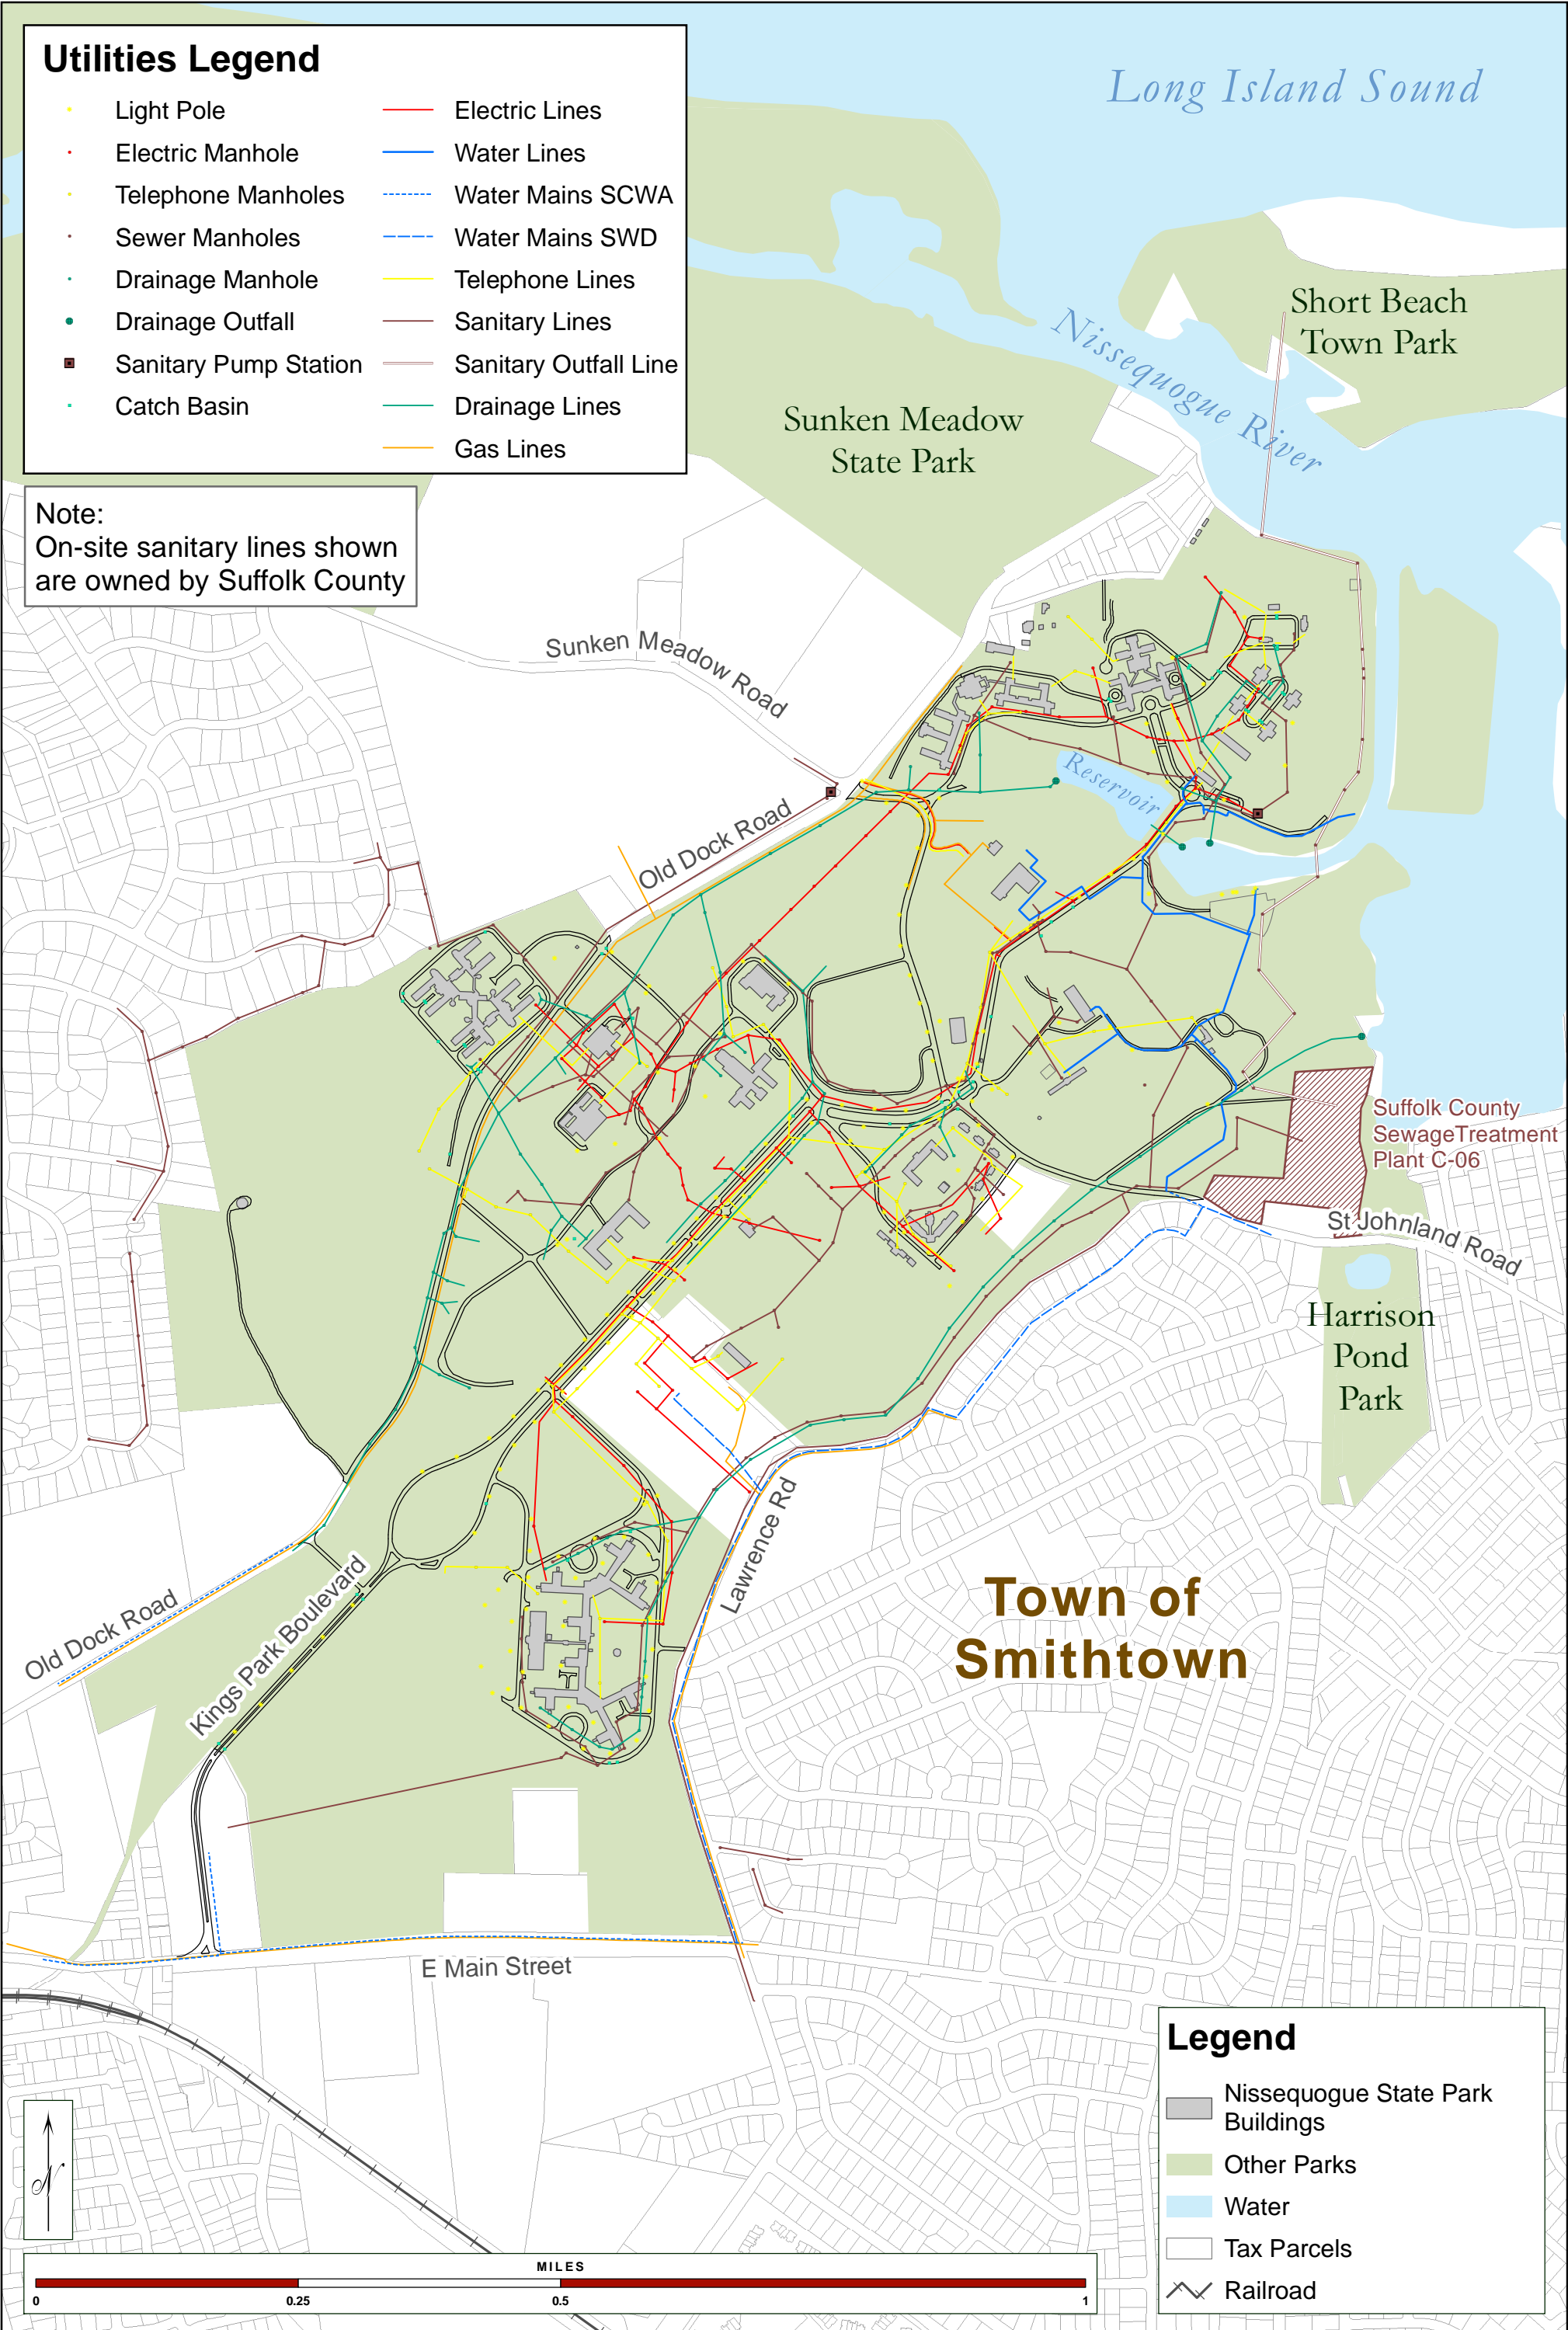 Utilities Legend
Light Pole
Electric Manhole
Telephone Manholes
Sewer Manholes
Drainage Manhole
Drainage Outfall
Sanitary Pump Station
Catch Basin
Electric Lines
Water Lines
Water Mains SCWA
Water Mains SWD
Telephone Lines
Sanitary Lines
Sanitary Outfall Line
Drainage Lines
Gas Lines
Note:
On-site sanitary lines shown
are owned by Suffolk County
Long Island Sound
Short Beach
Town Park
Nissequogue River
Sunken Meadow
State Park
Sunken Meadow Road
Reservoir
Old Dock Road
Suffolk County
SewageTreatment
Plant C-06
St Johnland Road
Harrison
Pond
Park
Lawrence Rd
Town of
Smithtown
Old Dock Road
Kings Park Boulevard
E Main Street
Legend
Nissequogue State Park
Buildings
Other Parks
Water
Tax Parcels
Railroad
N
MILES
0 0.25 0.5 1